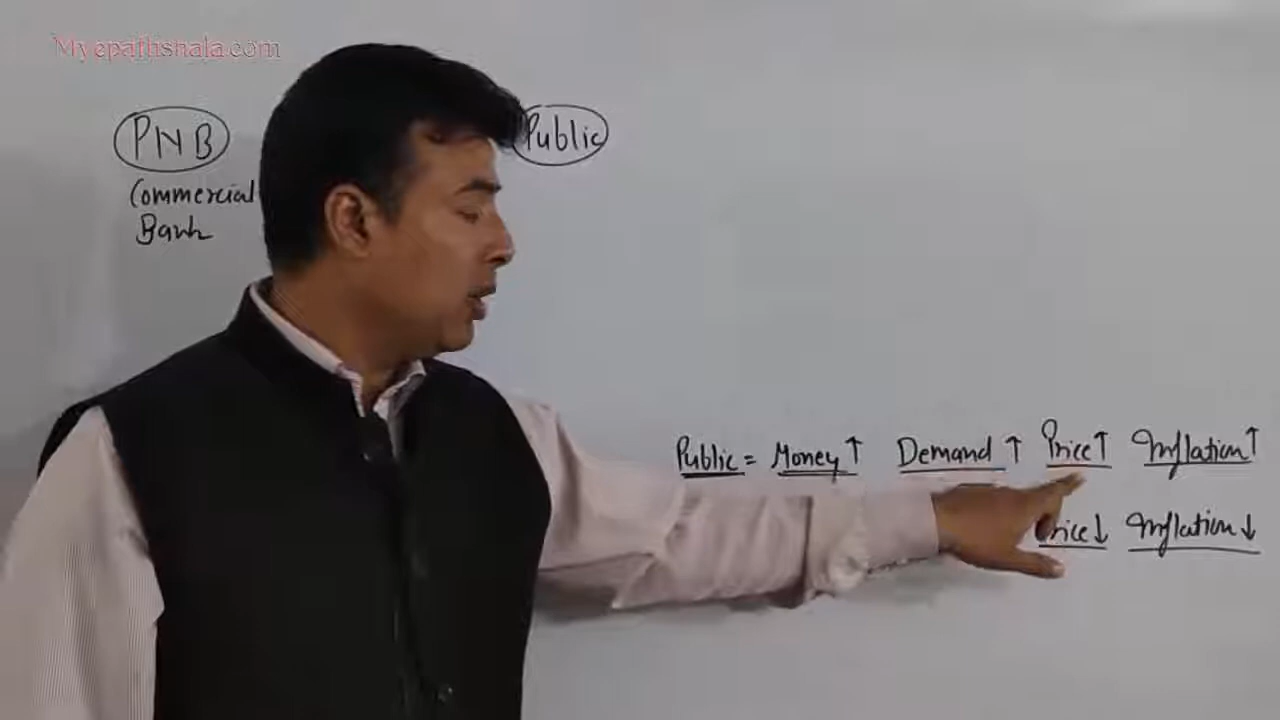 Myepathshala.com
PNB
Public
Commercial
Bank
Public = Money ↑ Demand ↑ Price ↑ Inflation ↑
Price ↓ Inflation ↓